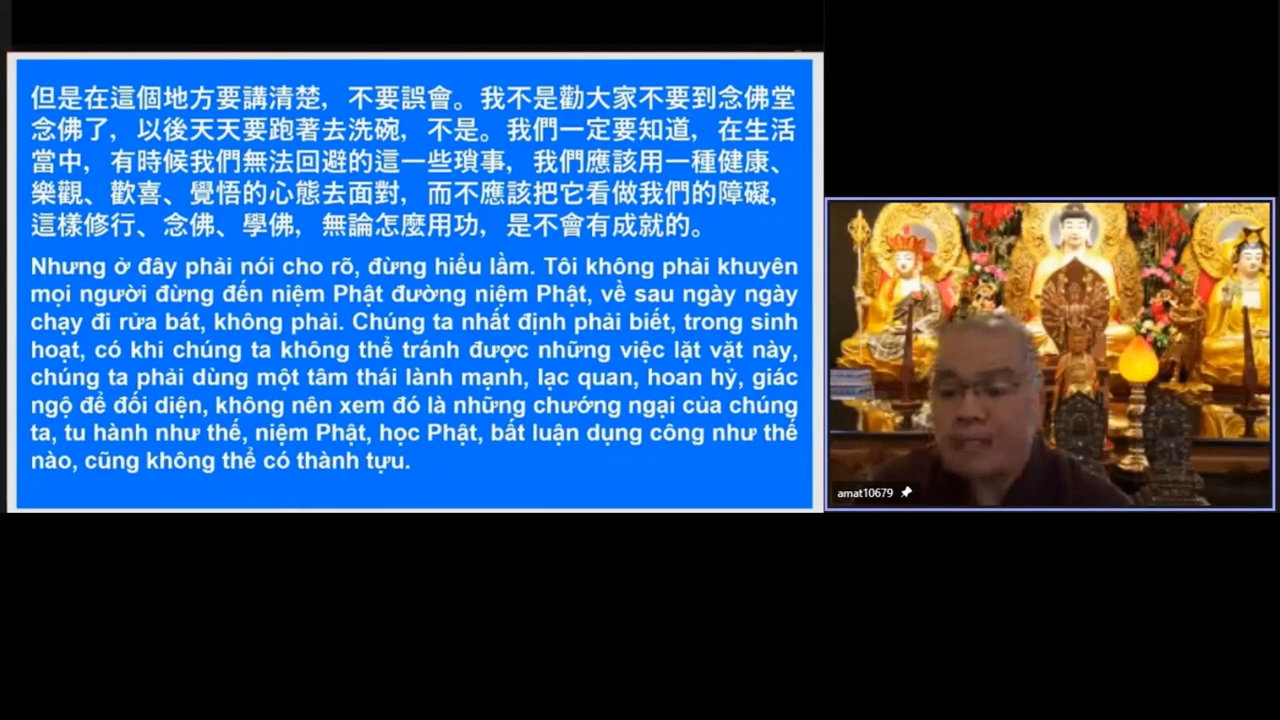 但是在這個地方要講清楚，不要誤會。我不是勸大家不要到念佛堂
念佛了，以後天天要跑著去洗碗，不是。我們一定要知道，在生活
當中，有時候我們無法回避的這一些瑣事，我們應該用一種健康、
樂觀、歡喜、覺悟的心態去面對，而不應該把它看做我們的障礙，
這樣修行、念佛、學佛，無論怎麼用功，是不會有成就的。
Nhưng ở đây phải nói cho rõ, đừng hiểu lầm. Tôi không phải khuyên
mọi người đừng đến niệm Phật đường niệm Phật, về sau ngày ngày
chạy đi rửa bát, không phải. Chúng ta nhất định phải biết, trong sinh
hoạt, có khi chúng ta không thể tránh được những việc lặt vặt này,
chúng ta phải dùng một tâm thái lành mạnh, lạc quan, hoan hỷ, giác
ngộ để đối diện, không nên xem đó là những chướng ngại của chúng
ta, tu hành như thế, niệm Phật, học Phật, bất luận dụng công như thế
nào, cũng không thể có thành tựu.
amat10679